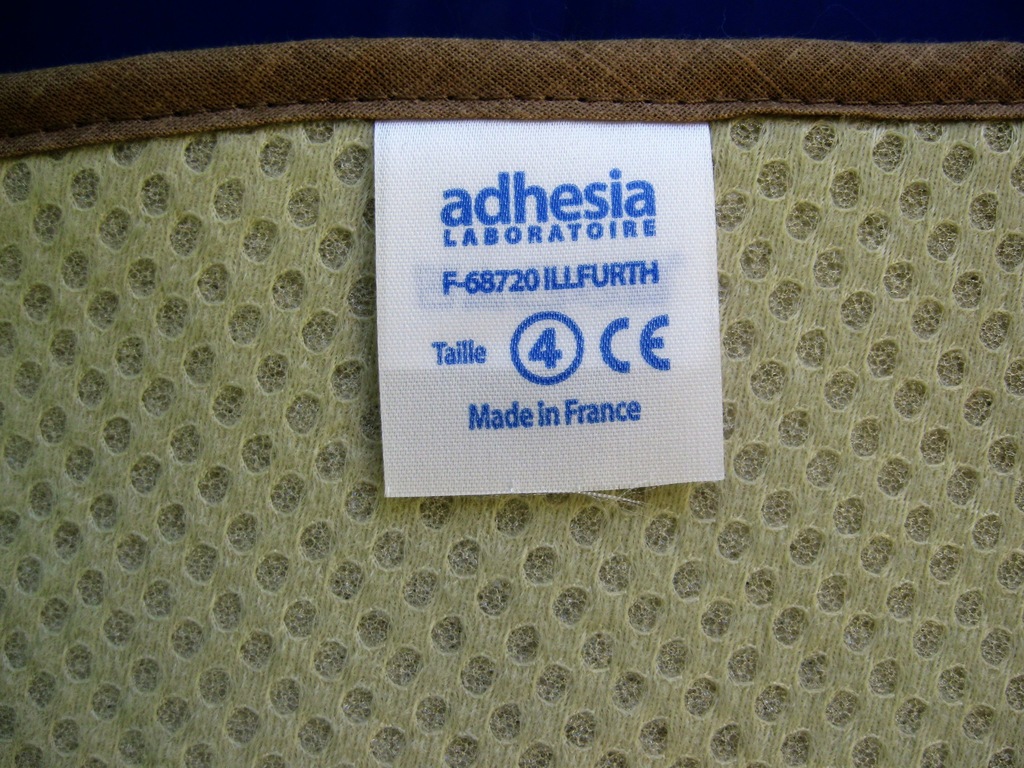 adhesia
LABORATOIRE
F-68720 ILLFURTH
Taille 4 CE
Made in France